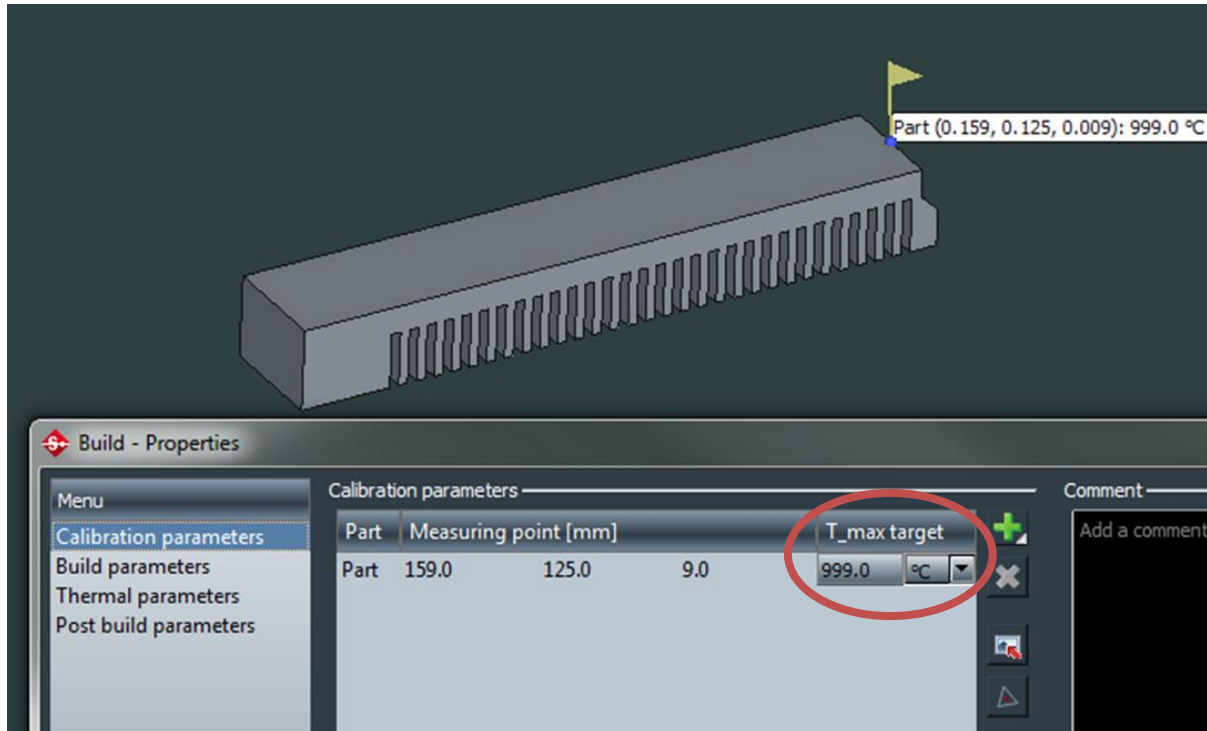 Part (0.159, 0.125, 0.009): 999.0 ℃
Build - Properties
Menu
Calibration parameters
Build parameters
Thermal parameters
Post build parameters
Calibration parameters
Part Measuring point [mm] T_max target
Part 159.0 125.0 9.0 999.0 ℃
Comment
Add a comment